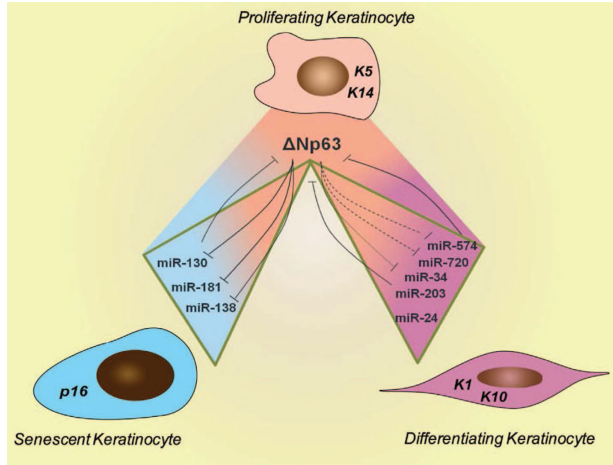 Proliferating Keratinocyte
K5
K14
ΔNp63
miR-130
miR-181
miR-138
miR-574
miR-720
miR-34
miR-203
miR-24
p16
K1
K10
Senescent Keratinocyte
Differentiating Keratinocyte